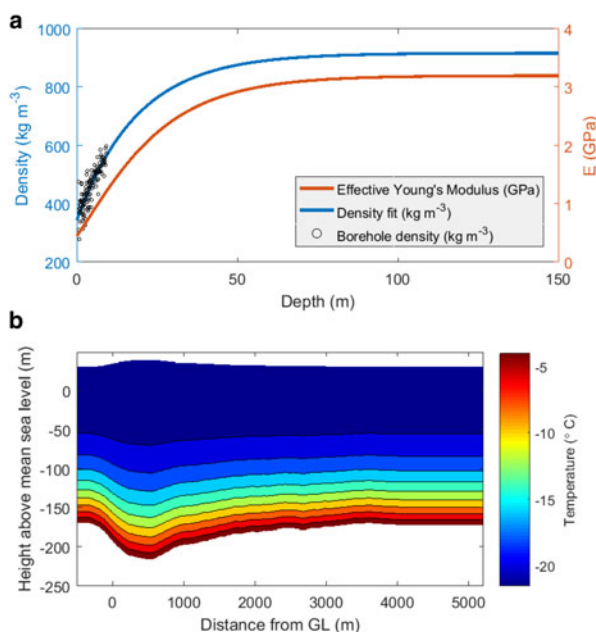 a
1000
800
600
400
200
Density (kg m-3)
4
3
2
1
0
E (GPa)
Effective Young's Modulus (GPa)
Density fit (kg m-3)
Borehole density (kg m-3)
0
50
100
150
Depth (m)
b
Height above mean sea level (m)
0
-50
-100
-150
-200
-250
0
1000
2000
3000
4000
5000
Distance from GL (m)
-5
-10
-15
-20
Temperature (° C)